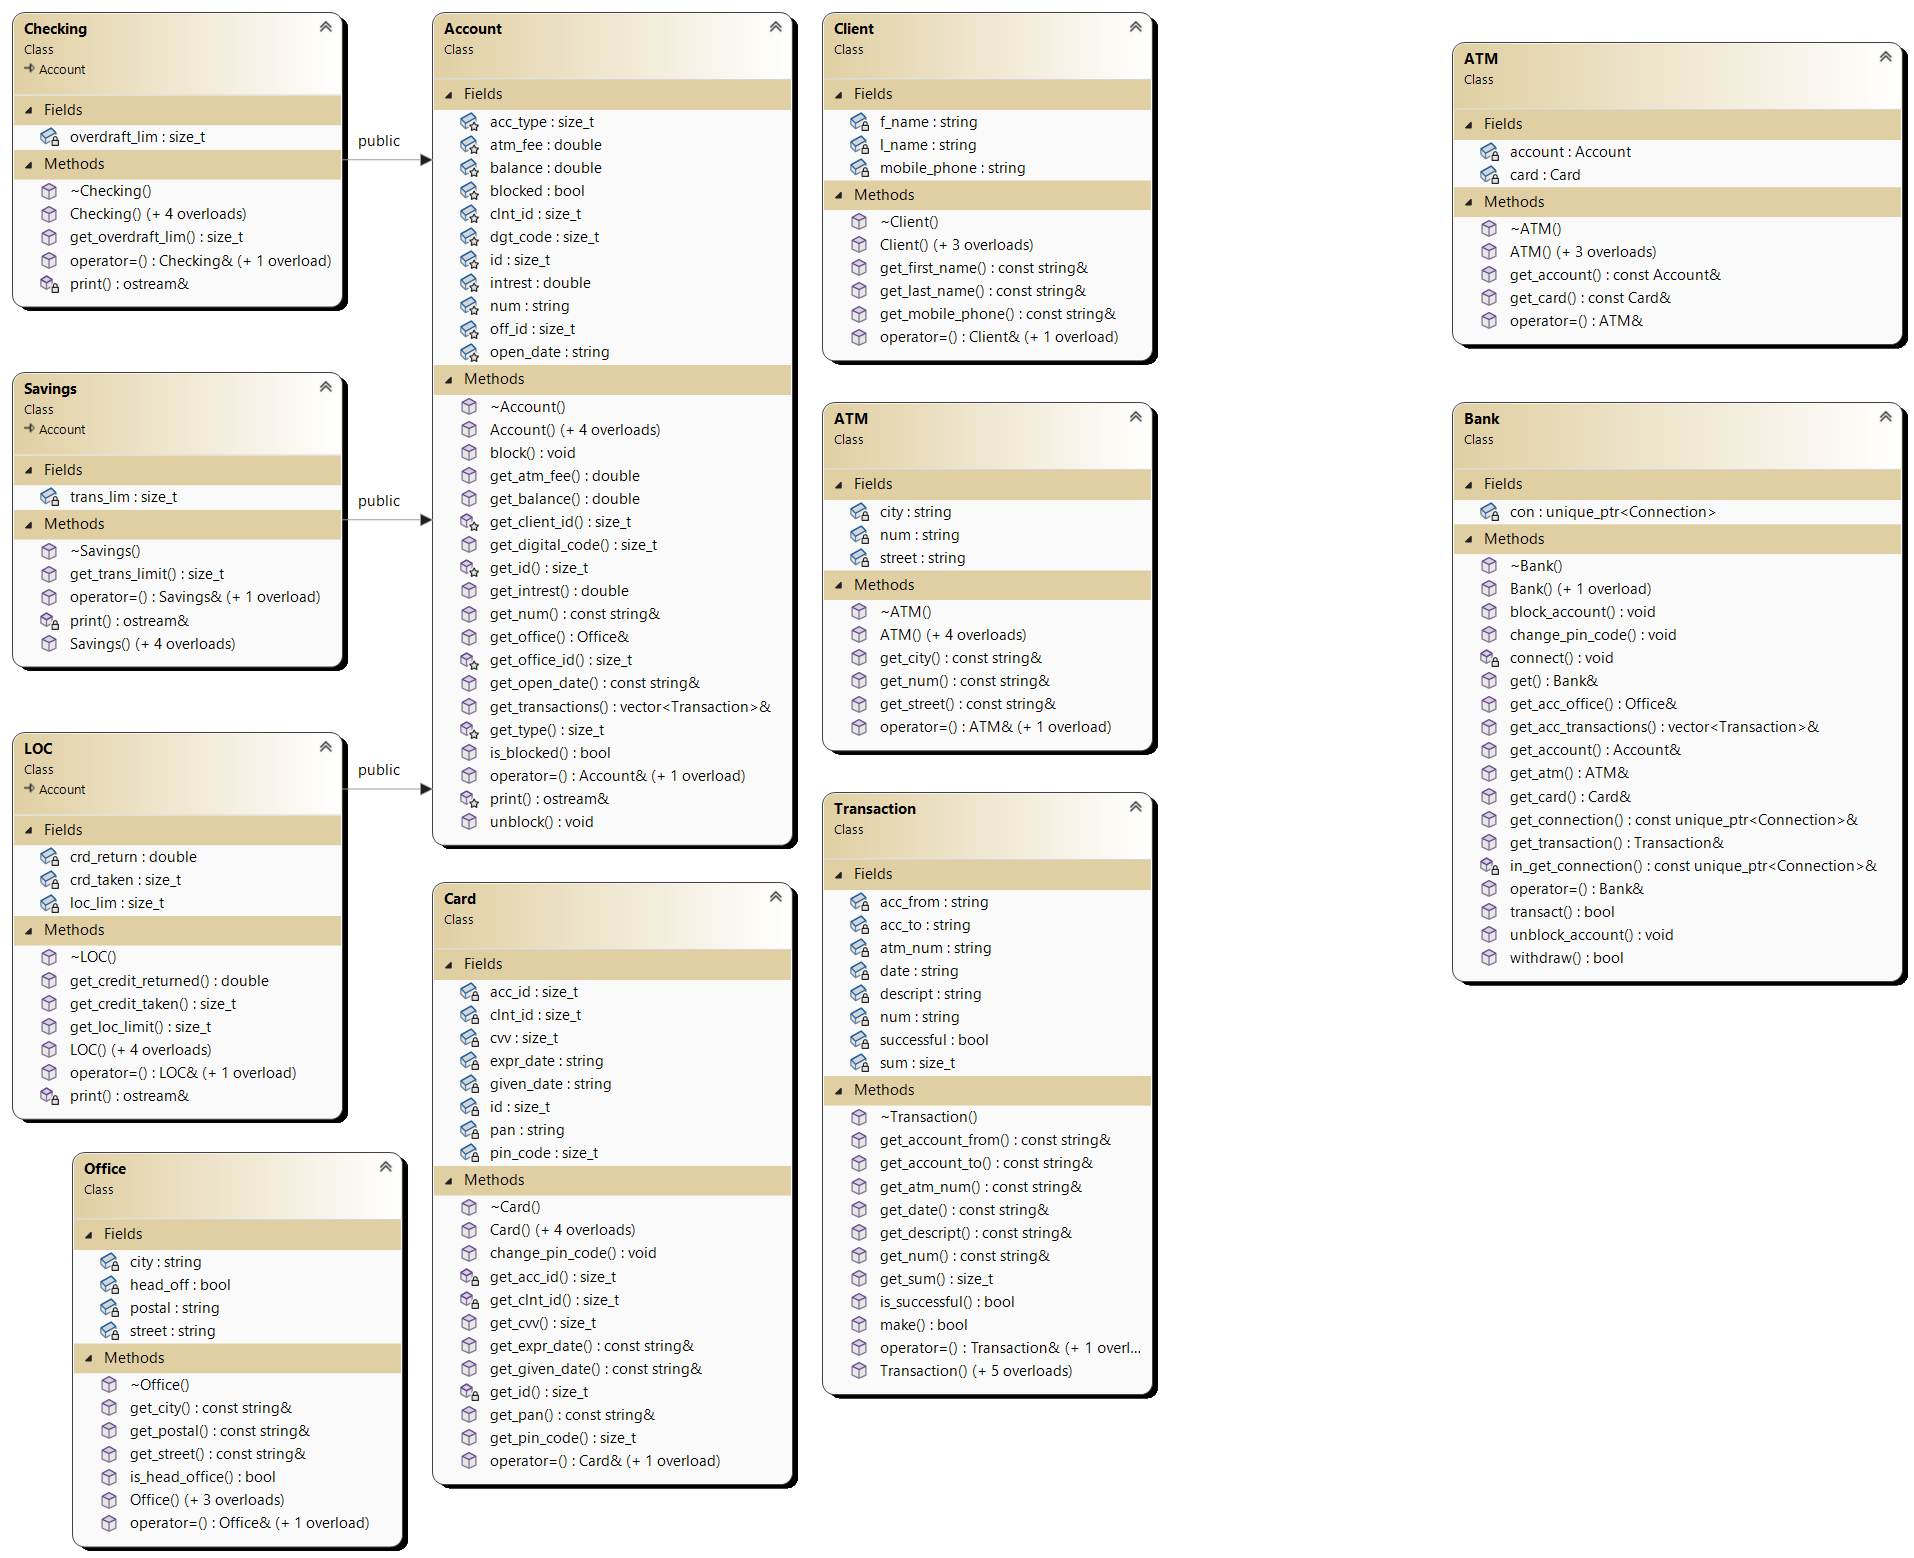 Checking
Class
Account
Fields
overdraft_lim : size_t
Methods
~Checking()
Checking() (+ 4 overloads)
get_overdraft_lim() : size_t
operator=() : Checking& (+ 1 overload)
print() : ostream&
public
Savings
Class
Account
Fields
trans_lim : size_t
Methods
~Savings()
get_trans_limit() : size_t
operator=() : Savings& (+ 1 overload)
print() : ostream&
Savings() (+ 4 overloads)
public
LOC
Class
Account
Fields
crd_return : double
crd_taken : size_t
loc_lim : size_t
Methods
~LOC()
get_credit_returned() : double
get_credit_taken() : size_t
get_loc_limit() : size_t
LOC() (+ 4 overloads)
operator=() : LOC& (+ 1 overload)
print() : ostream&
public
Office
Class
Fields
city : string
head_off : bool
postal : string
street : string
Methods
~Office()
get_city() : const string&
get_postal() : const string&
get_street() : const string&
is_head_office() : bool
Office() (+ 3 overloads)
operator=() : Office& (+ 1 overload)
Account
Class
Fields
acc_type : size_t
atm_fee : double
balance : double
blocked : bool
clnt_id : size_t
dgt_code : size_t
id : size_t
intrest : double
num : string
off_id : size_t
open_date : string
Methods
~Account()
Account() (+ 4 overloads)
block() : void
get_atm_fee() : double
get_balance() : double
get_client_id() : size_t
get_digital_code() : size_t
get_id() : size_t
get_intrest() : double
get_num() : const string&
get_office() : Office&
get_office_id() : size_t
get_open_date() : const string&
get_transactions() : vector<Transaction>&
get_type() : size_t
is_blocked() : bool
operator=() : Account& (+ 1 overload)
print() : ostream&
unblock() : void
Card
Class
Fields
acc_id : size_t
clnt_id : size_t
cvv : size_t
expr_date : string
given_date : string
id : size_t
pan : string
pin_code : size_t
Methods
~Card()
Card() (+ 4 overloads)
change_pin_code() : void
get_acc_id() : size_t
get_clnt_id() : size_t
get_cvv() : size_t
get_expr_date() : const string&
get_given_date() : const string&
get_id() : size_t
get_pan() : const string&
get_pin_code() : size_t
operator=() : Card& (+ 1 overload)
Client
Class
Fields
f_name : string
l_name : string
mobile_phone : string
Methods
~Client()
Client() (+ 3 overloads)
get_first_name() : const string&
get_last_name() : const string&
get_mobile_phone() : const string&
operator=() : Client& (+ 1 overload)
ATM
Class
Fields
city : string
num : string
street : string
Methods
~ATM()
ATM() (+ 4 overloads)
get_city() : const string&
get_num() : const string&
get_street() : const string&
operator=() : ATM& (+ 1 overload)
Transaction
Class
Fields
acc_from : string
acc_to : string
atm_num : string
date : string
descript : string
num : string
successful : bool
sum : size_t
Methods
~Transaction()
get_account_from() : const string&
get_account_to() : const string&
get_atm_num() : const string&
get_date() : const string&
get_descript() : const string&
get_num() : const string&
get_sum() : size_t
is_successful() : bool
make() : bool
operator=() : Transaction& (+ 1 overl...
Transaction() (+ 5 overloads)
ATM
Class
Fields
account : Account
card : Card
Methods
~ATM()
ATM() (+ 3 overloads)
get_account() : const Account&
get_card() : const Card&
operator=() : ATM&
Bank
Class
Fields
con : unique_ptr<Connection>
Methods
~Bank()
Bank() (+ 1 overload)
block_account() : void
change_pin_code() : void
connect() : void
get() : Bank&
get_acc_office() : Office&
get_acc_transactions() : vector<Transaction>&
get_account() : Account&
get_atm() : ATM&
get_card() : Card&
get_connection() : const unique_ptr<Connection>&
get_transaction() : Transaction&
in_get_connection() : const unique_ptr<Connection>&
operator=() : Bank&
transact() : bool
unblock_account() : void
withdraw() : bool